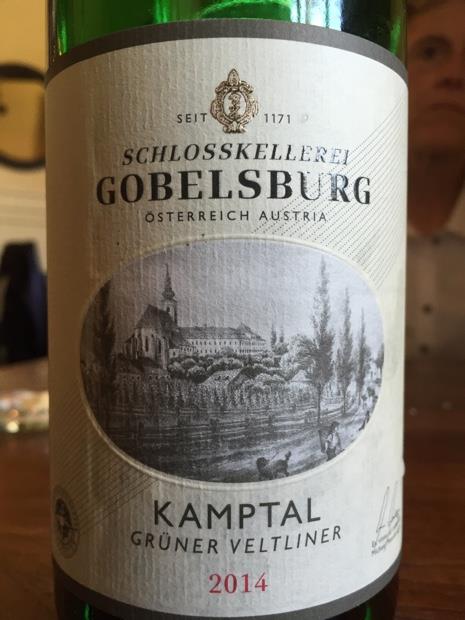 SEIT 1171
SCHLOSSKELLEREI
GOBELSBURG
ÖSTERREICH AUSTRIA
KAMPTAL
GRÜNER VELTLINER
2014